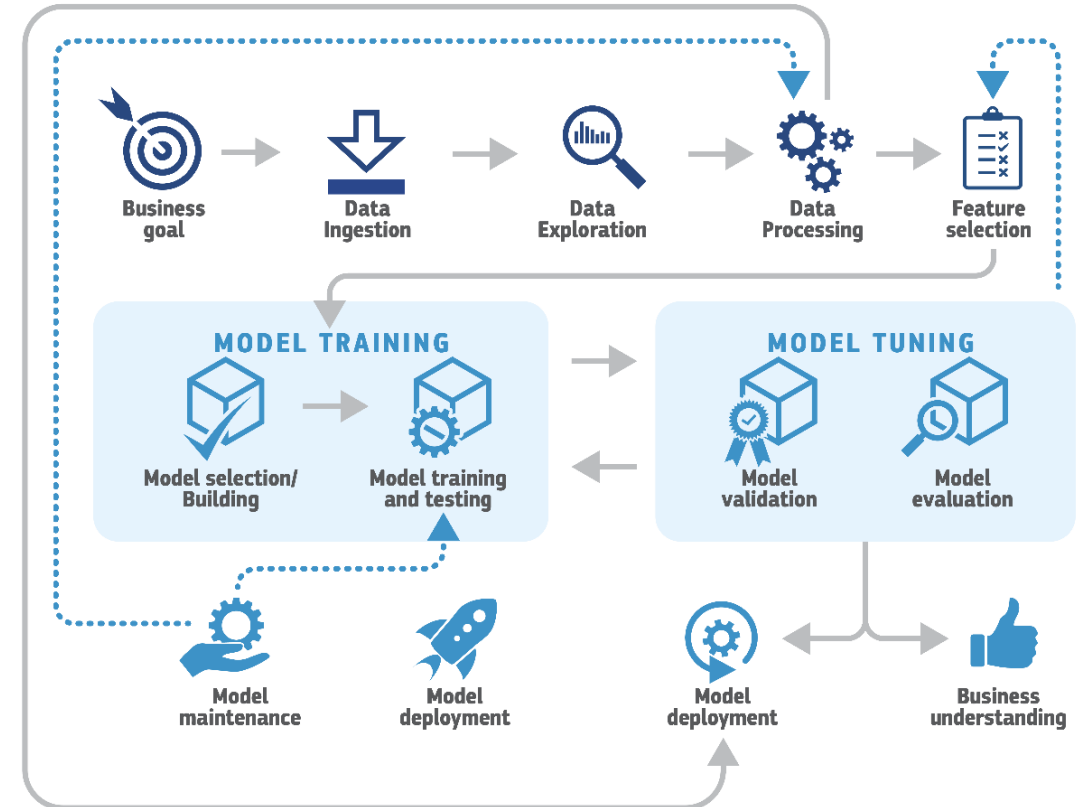 Business
goal
Data
Ingestion
Data
Exploration
Data
Processing
Feature
selection
MODEL TRAINING
Model selection/
Building
Model training
and testing
MODEL TUNING
Model
validation
Model
evaluation
Model
maintenance
Model
deployment
Model
deployment
Business
understanding